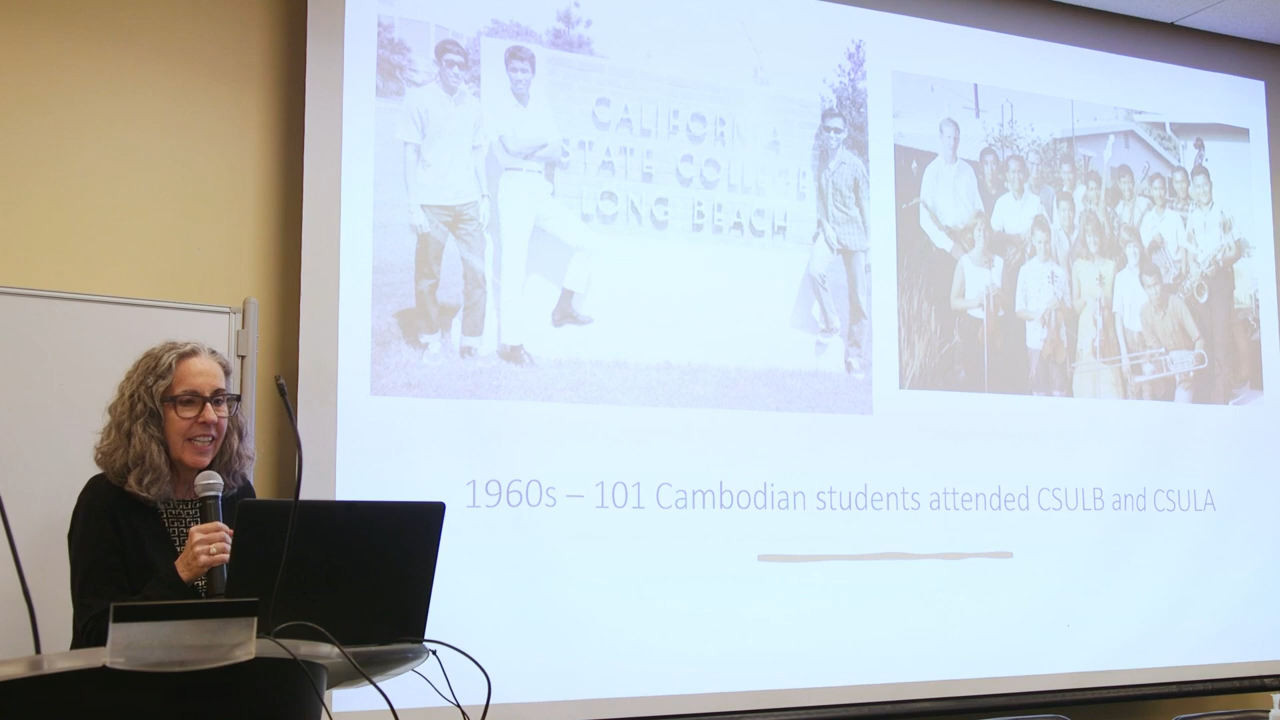 CALIFORNIA
STATE COLLEGE
LONG BEACH
1960s – 101 Cambodian students attended CSULB and CSULA